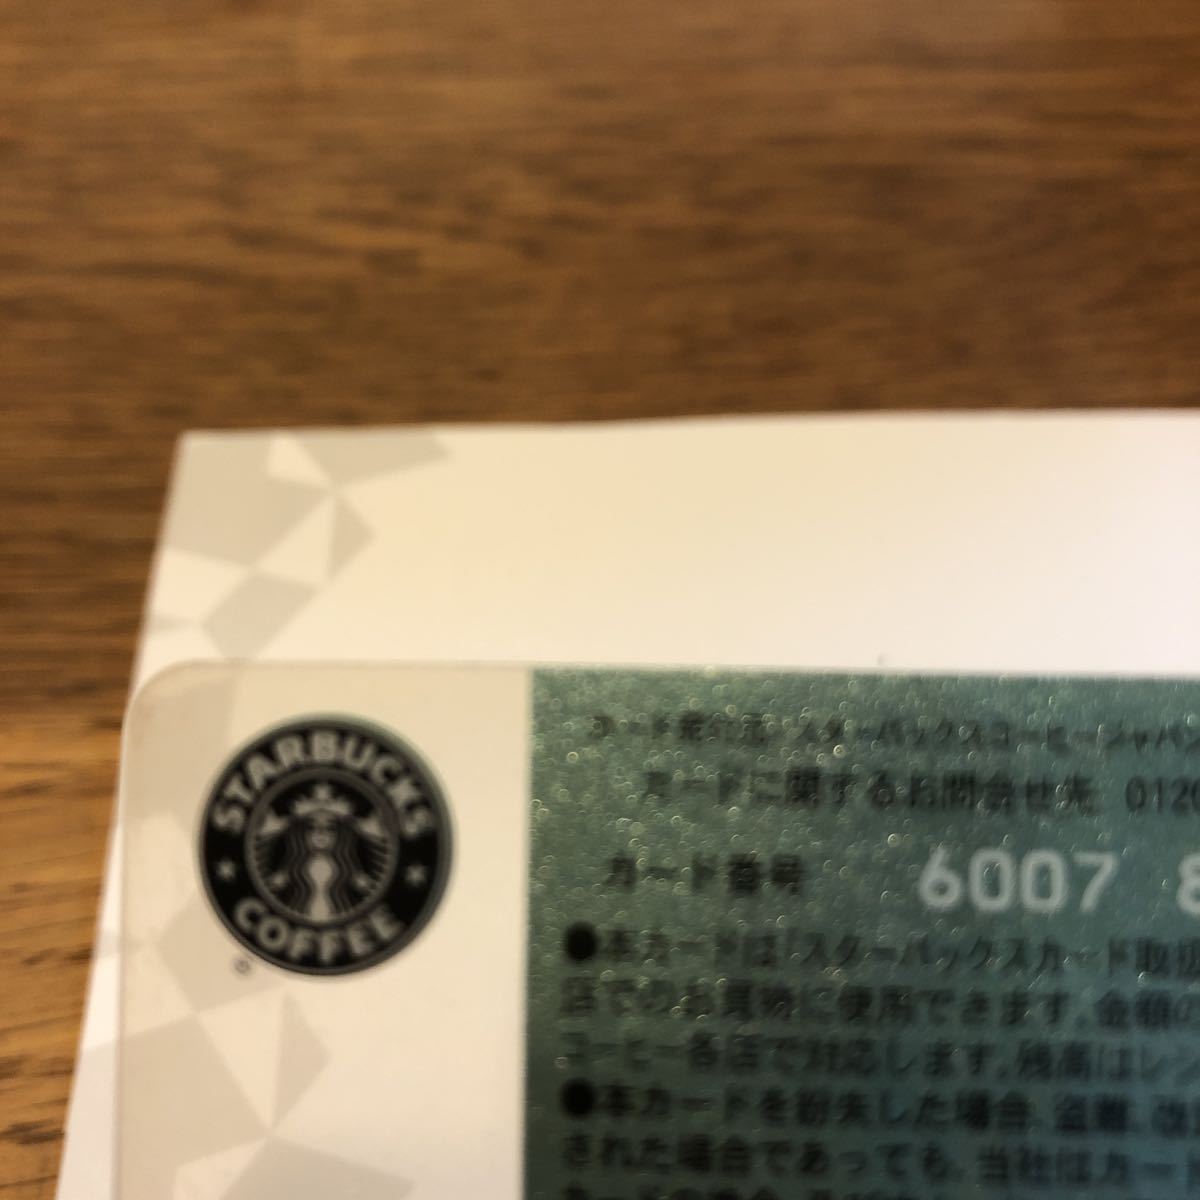 STARBUCKS
COFFEE
®
カード発行元 スターバックスコーヒージャパン
カードに関するお問合せ先 0120
カード番号 6007 8
●本カードは「スターバックスカード取扱
店でのお買物に使用できます。金額の
コーヒー各店で対応します。残高はレン
●本カードを紛失した場合、盗難、改
された場合であっても、当社はカード